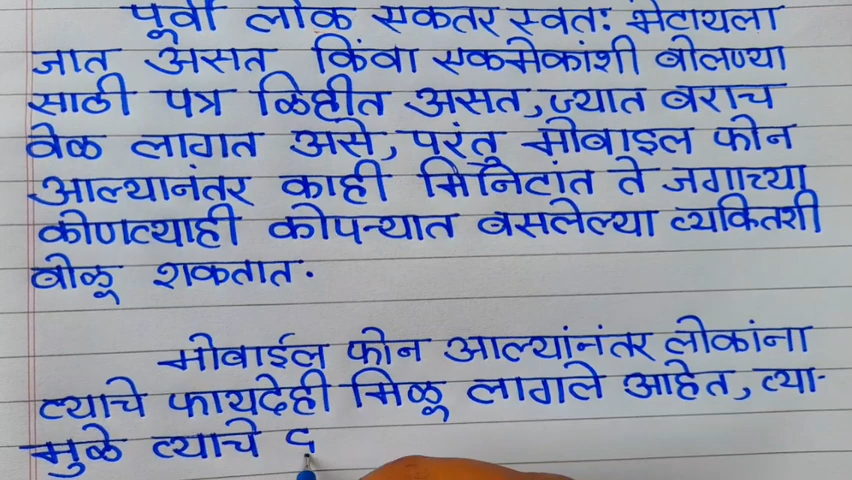 पूर्वी लोक एकतर स्वतः भेटायला
जात असत किंवा एकमेकांशी बोलण्या
साठी पत्र लिहीत असत, ज्यात बराच
वेळ लागत असे, परंतु मोबाइल फोन
आल्यानंतर काही मिनिटांत ते जगाच्या
कोणत्याही कोपऱ्यात बसलेल्या व्यक्तिशी
बोलू शकतात.
मोबाईल फोन आल्यांनंतर लोकांना
त्याचे फायदेही मिळू लागले आहेत, त्या-
मुळे त्याचे